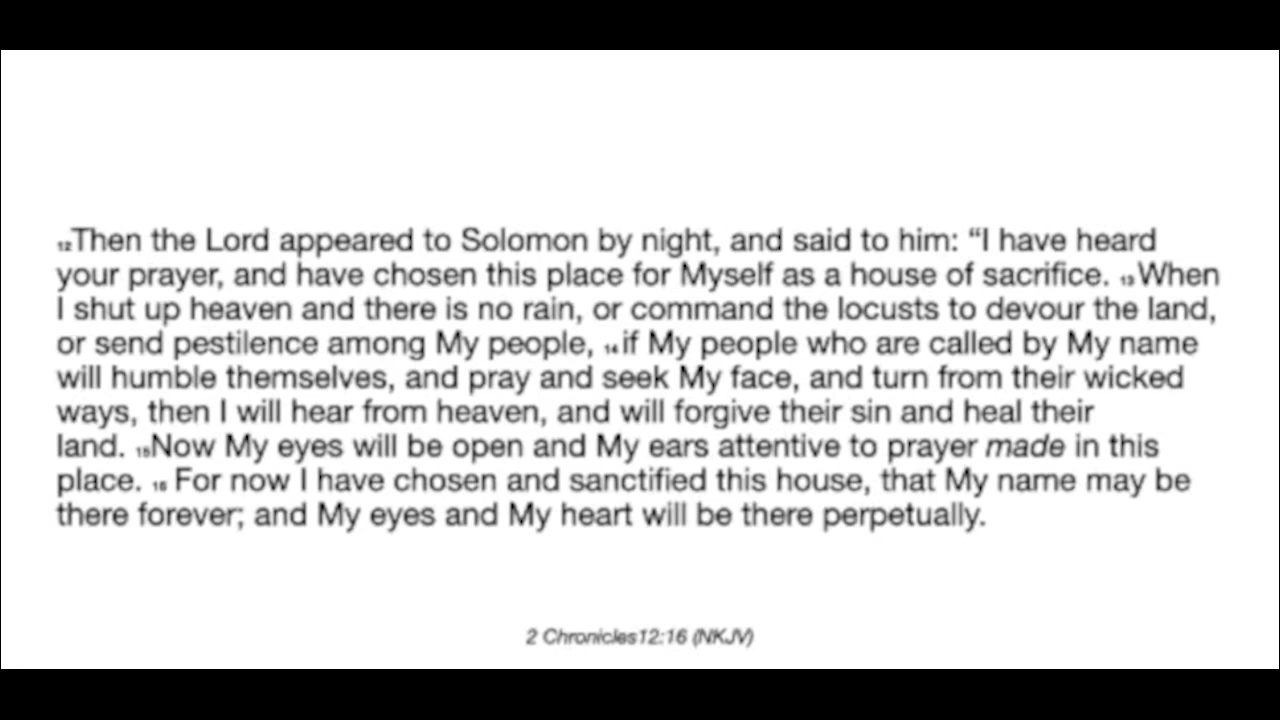 12Then the Lord appeared to Solomon by night, and said to him: “I have heard
your prayer, and have chosen this place for Myself as a house of sacrifice. 13When
I shut up heaven and there is no rain, or command the locusts to devour the land,
or send pestilence among My people, 14if My people who are called by My name
will humble themselves, and pray and seek My face, and turn from their wicked
ways, then I will hear from heaven, and will forgive their sin and heal their
land. 15Now My eyes will be open and My ears attentive to prayer made in this
place. 16 For now I have chosen and sanctified this house, that My name may be
there forever; and My eyes and My heart will be there perpetually.
2 Chronicles12:16 (NKJV)